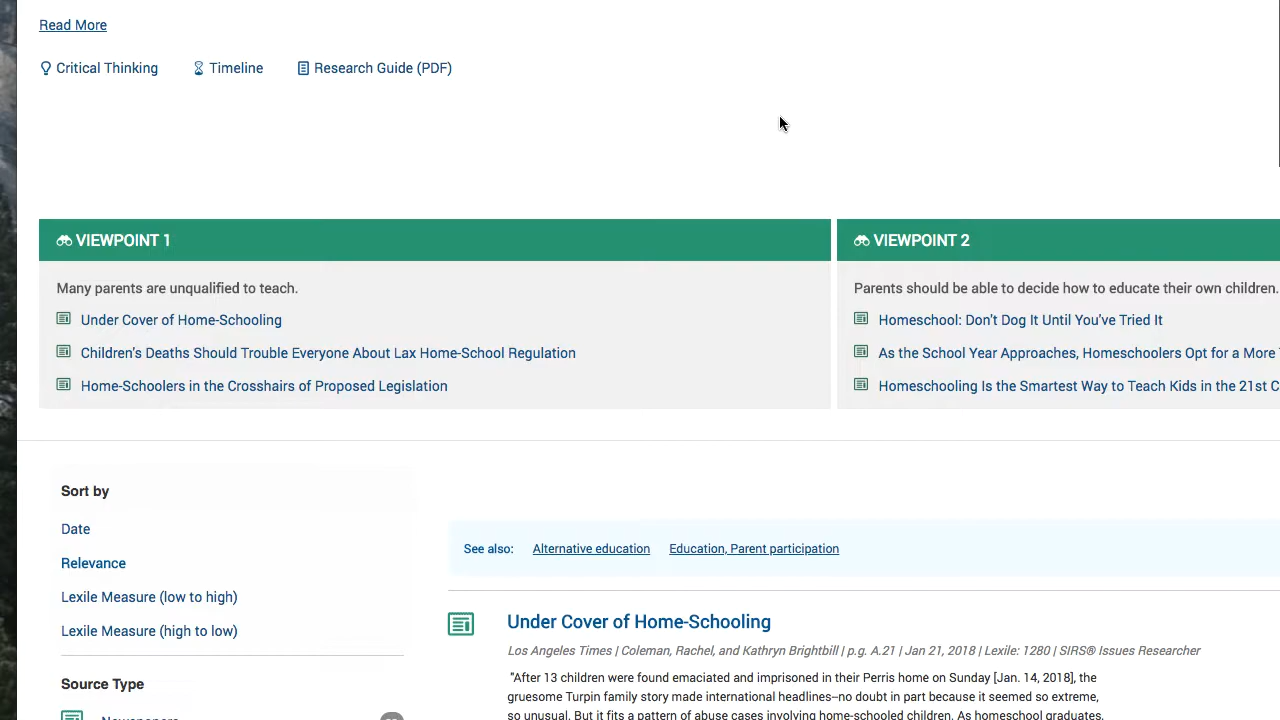 Read More
Critical Thinking Timeline Research Guide (PDF)
VIEWPOINT 1
Many parents are unqualified to teach.
Under Cover of Home-Schooling
Children's Deaths Should Trouble Everyone About Lax Home-School Regulation
Home-Schoolers in the Crosshairs of Proposed Legislation
VIEWPOINT 2
Parents should be able to decide how to educate their own children.
Homeschool: Don't Dog It Until You've Tried It
As the School Year Approaches, Homeschoolers Opt for a More
Homeschooling Is the Smartest Way to Teach Kids in the 21st C
Sort by
Date
Relevance
Lexile Measure (low to high)
Lexile Measure (high to low)
Source Type
Newspapers
See also: Alternative education Education, Parent participation
Under Cover of Home-Schooling
Los Angeles Times | Coleman, Rachel, and Kathryn Brightbill | p.g. A.21 | Jan 21, 2018 | Lexile: 1280 | SIRS® Issues Researcher
"After 13 children were found emaciated and imprisoned in their Perris home on Sunday [Jan. 14, 2018], the
gruesome Turpin family story made international headlines--no doubt in part because it seemed so extreme,
so unusual. But it fits a pattern of abuse cases involving home-schooled children. As homeschool graduates,